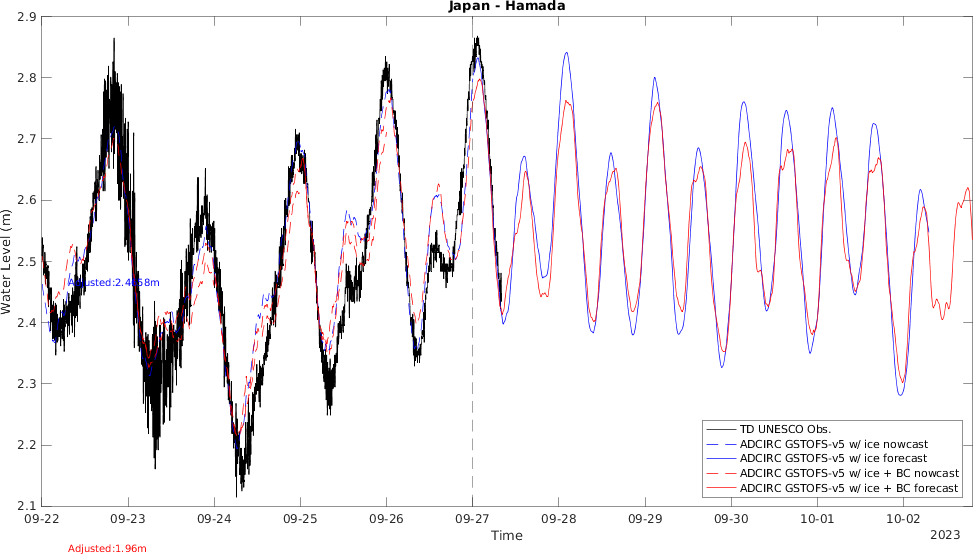 Japan - Hamada
2.9
2.8
2.7
2.6
2.5
2.4
2.3
2.2
2.1
Water Level (m)
09-22
09-23
09-24
09-25
09-26
09-27
09-28
09-29
09-30
10-01
10-02
Time
2023
TD UNESCO Obs.
ADCIRC GSTOFS-v5 w/ ice nowcast
ADCIRC GSTOFS-v5 w/ ice forecast
ADCIRC GSTOFS-v5 w/ ice + BC nowcast
ADCIRC GSTOFS-v5 w/ ice + BC forecast
Adjusted:1.96m